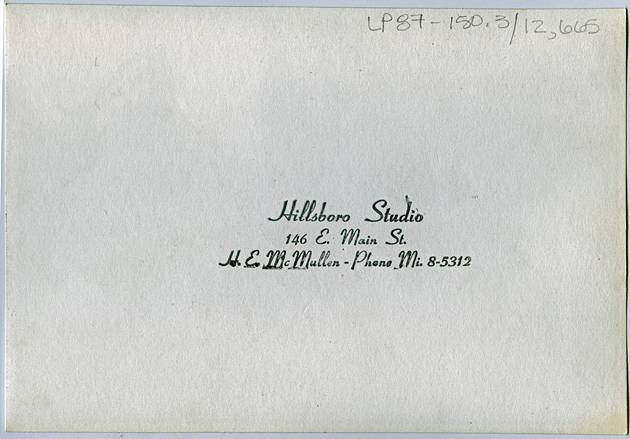 LP87-150.3/12,665
Hillsboro Studio
146 E. Main St.
H. E. McMullen - Phone Mi. 8-5312